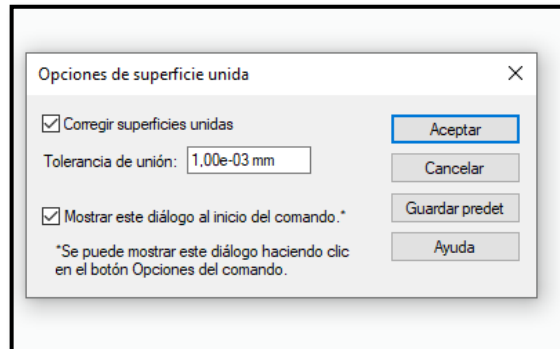 Opciones de superficie unida
Corregir superficies unidas
Aceptar
Tolerancia de unión: 1,00e-03 mm
Cancelar
Mostrar este diálogo al inicio del comando.*
Guardar predet
*Se puede mostrar este diálogo haciendo clic
en el botón Opciones del comando.
Ayuda